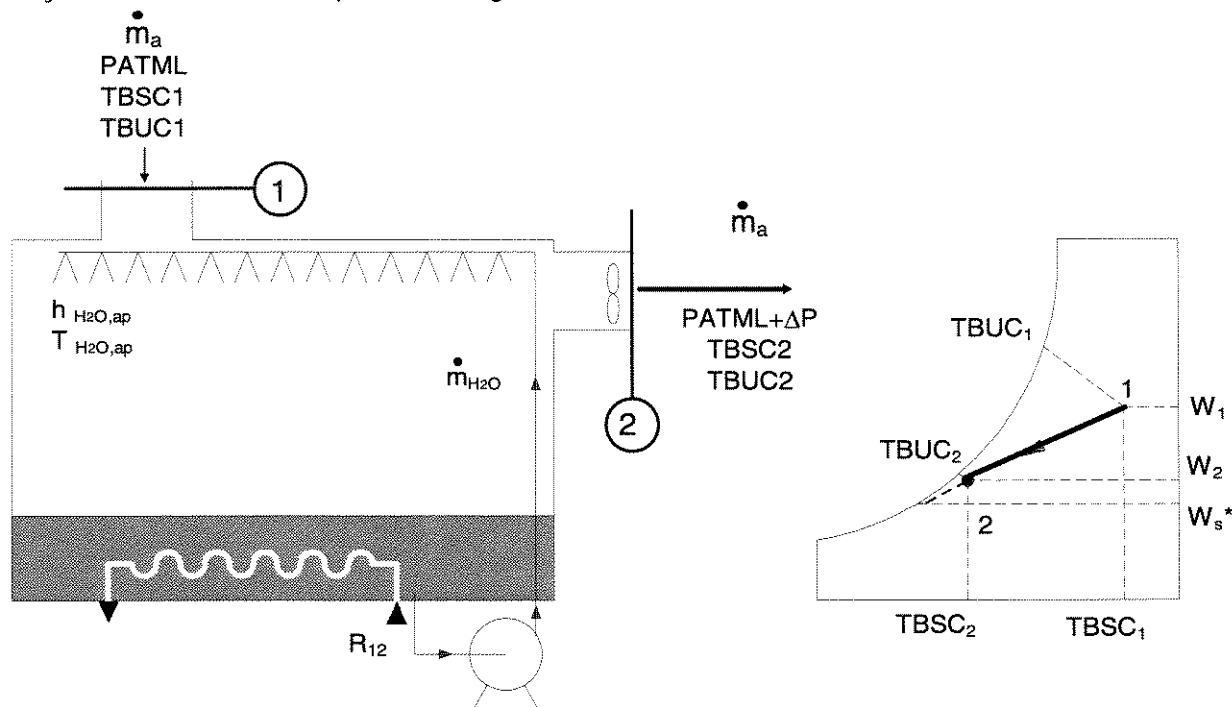 ṁa
PATML
TBSC1
TBUC1
1
h H2O,ap
T H2O,ap
ṁH2O
R12
ṁa
PATML+ΔP
TBSC2
TBUC2
2
TBUC1
1
W1
TBUC2
W2
2
Ws*
TBSC2
TBSC1